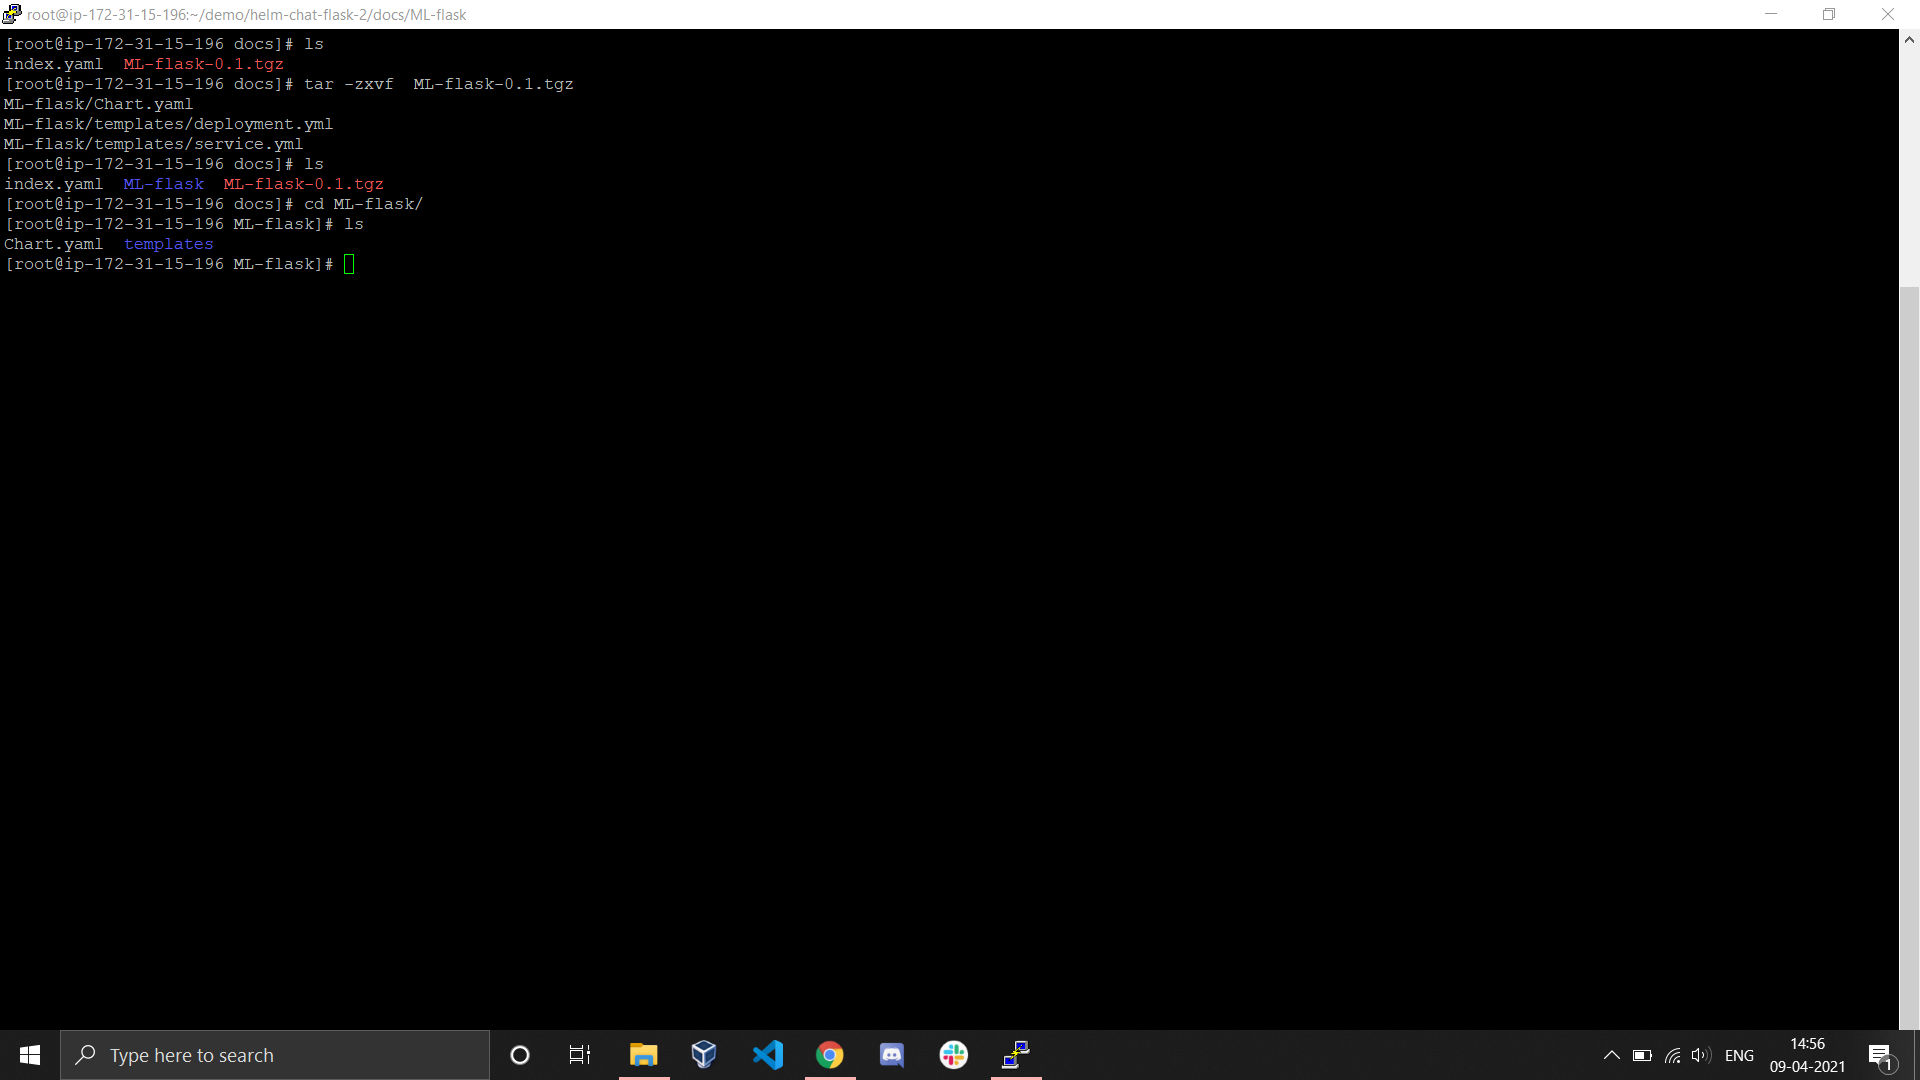 root@ip-172-31-15-196:~/demo/helm-chat-flask-2/docs/ML-flask
[root@ip-172-31-15-196 docs]# ls
index.yaml  ML-flask-0.1.tgz
[root@ip-172-31-15-196 docs]# tar -zxvf  ML-flask-0.1.tgz
ML-flask/Chart.yaml
ML-flask/templates/deployment.yml
ML-flask/templates/service.yml
[root@ip-172-31-15-196 docs]# ls
index.yaml  ML-flask  ML-flask-0.1.tgz
[root@ip-172-31-15-196 docs]# cd ML-flask/
[root@ip-172-31-15-196 ML-flask]# ls
Chart.yaml  templates
[root@ip-172-31-15-196 ML-flask]#
Type here to search
ENG
14:56
09-04-2021
1